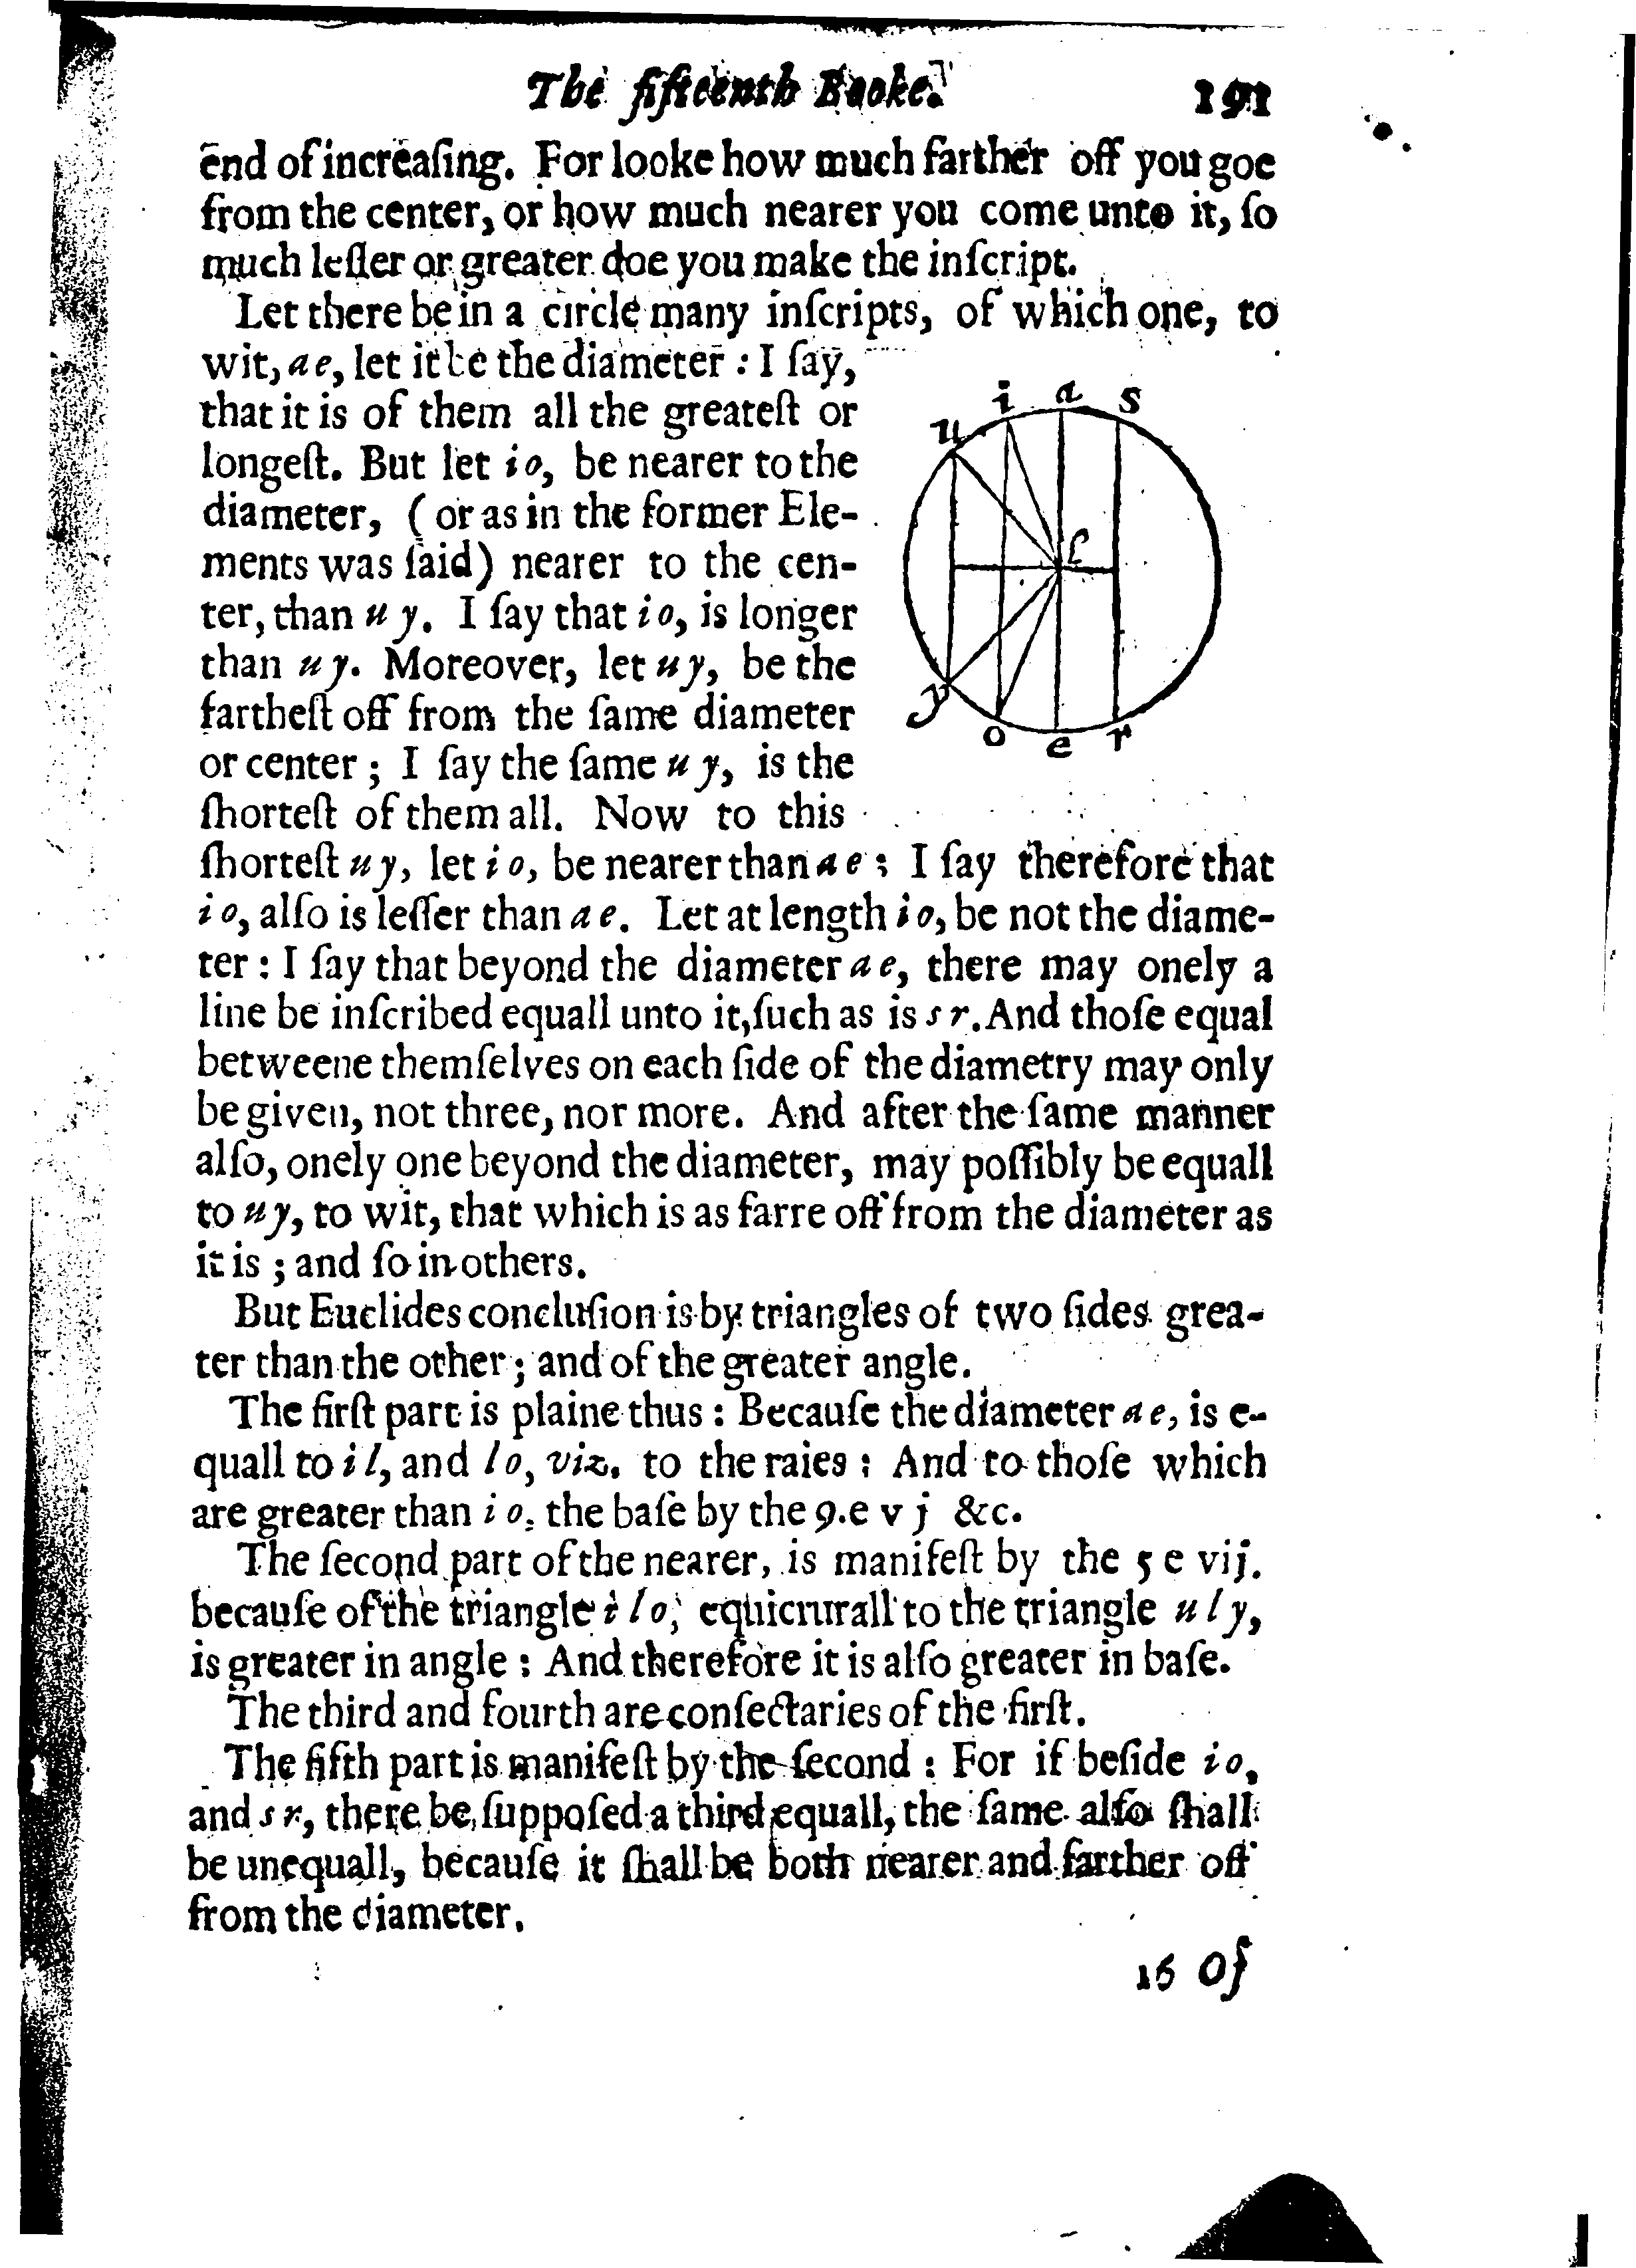 The fifteenth Booke. 191
end of increaſing. For looke how much farther off you goe
from the center, or how much nearer you come unto it, ſo
much leſſer or greater doe you make the inſcript.
Let there be in a circle many inſcripts, of which one, to
wit, ae, let it be the diameter : I ſay,
that it is of them all the greateſt or
longeſt. But let io, be nearer to the
diameter, (or as in the former Ele-
ments was ſaid) nearer to the cen-
ter, than uy. I ſay that io, is longer
than uy. Moreover, let uy, be the
fartheſt off from the ſame diameter
or center ; I ſay the ſame uy, is the
ſhorteſt of them all. Now to this
ſhorteſt uy, let io, be nearer than ae : I ſay therefore that
io, alſo is leſſer than ae. Let at length io, be not the diame-
ter : I ſay that beyond the diameter ae, there may onely a
line be inſcribed equall unto it, ſuch as is sr. And thoſe equal
betweene themſelves on each ſide of the diametry may only
be given, not three, nor more. And after the ſame manner
alſo, onely one beyond the diameter, may poſſibly be equall
to uy, to wit, that which is as farre off from the diameter as
it is ; and ſo in others.
But Euclides concluſion is by triangles of two ſides grea-
ter than the other ; and of the greater angle.
The firſt part is plaine thus : Becauſe the diameter ae, is e-
quall to il, and lo, viz. to the raies : And to thoſe which
are greater than io, the baſe by the 9.e v j &c.
The ſecond part of the nearer, is manifeſt by the 5 e vij.
becauſe of the triangle ilo, equicrurall to the triangle uly,
is greater in angle : And therefore it is alſo greater in baſe.
The third and fourth are conſectaries of the firſt.
The fifth part is manifeſt by the ſecond : For if beſide io,
and sr, there be ſuppoſed a third equall, the ſame alſo ſhall
be unequall, becauſe it ſhall be both nearer and farther off
from the diameter.
16 Of
u i a s
l
y o e r